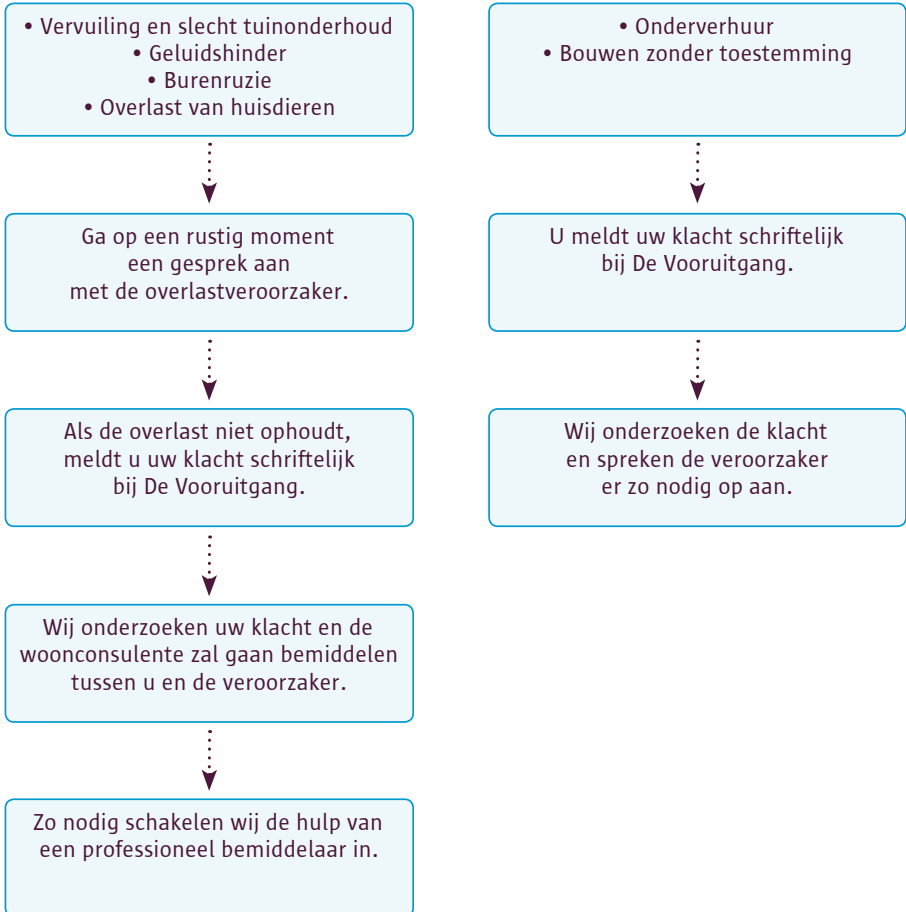 • Vervuiling en slecht tuinonderhoud
• Geluidshinder
• Burenruzie
• Overlast van huisdieren
Ga op een rustig moment
een gesprek aan
met de overlastveroorzaker.
Als de overlast niet ophoudt,
meldt u uw klacht schriftelijk
bij De Vooruitgang.
Wij onderzoeken uw klacht en de
woonconsulente zal gaan bemiddelen
tussen u en de veroorzaker.
Zo nodig schakelen wij de hulp van
een professioneel bemiddelaar in.
• Onderverhuur
• Bouwen zonder toestemming
U meldt uw klacht schriftelijk
bij De Vooruitgang.
Wij onderzoeken de klacht
en spreken de veroorzaker
er zo nodig op aan.